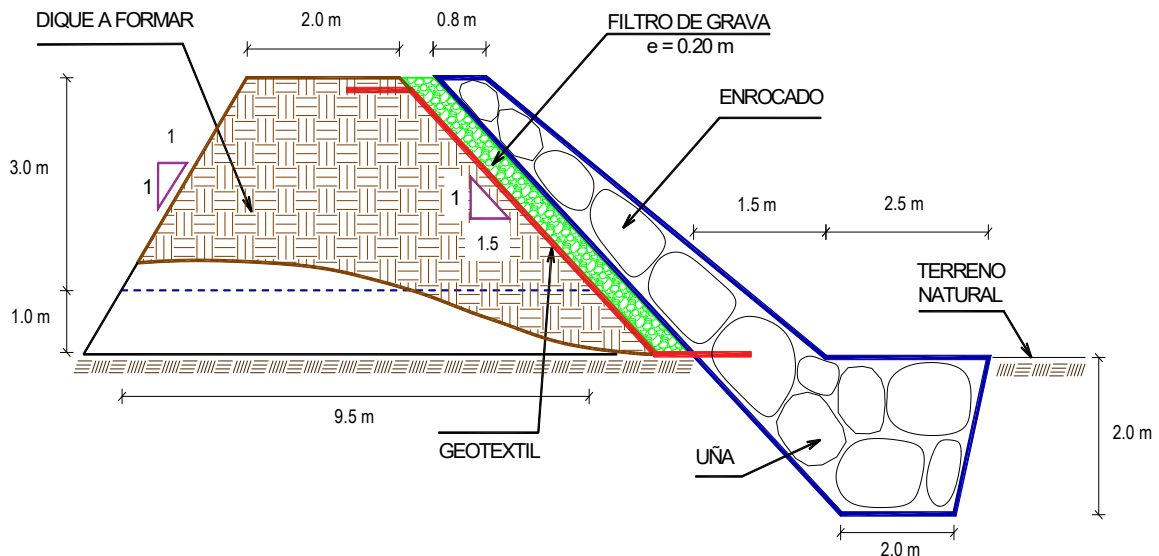 DIQUE A FORMAR
2.0 m
0.8 m
FILTRO DE GRAVA
e = 0.20 m
ENROCADO
1
1
3.0 m
1
1.5
1.5 m
2.5 m
TERRENO
NATURAL
1.0 m
9.5 m
GEOTEXTIL
UÑA
2.0 m
2.0 m